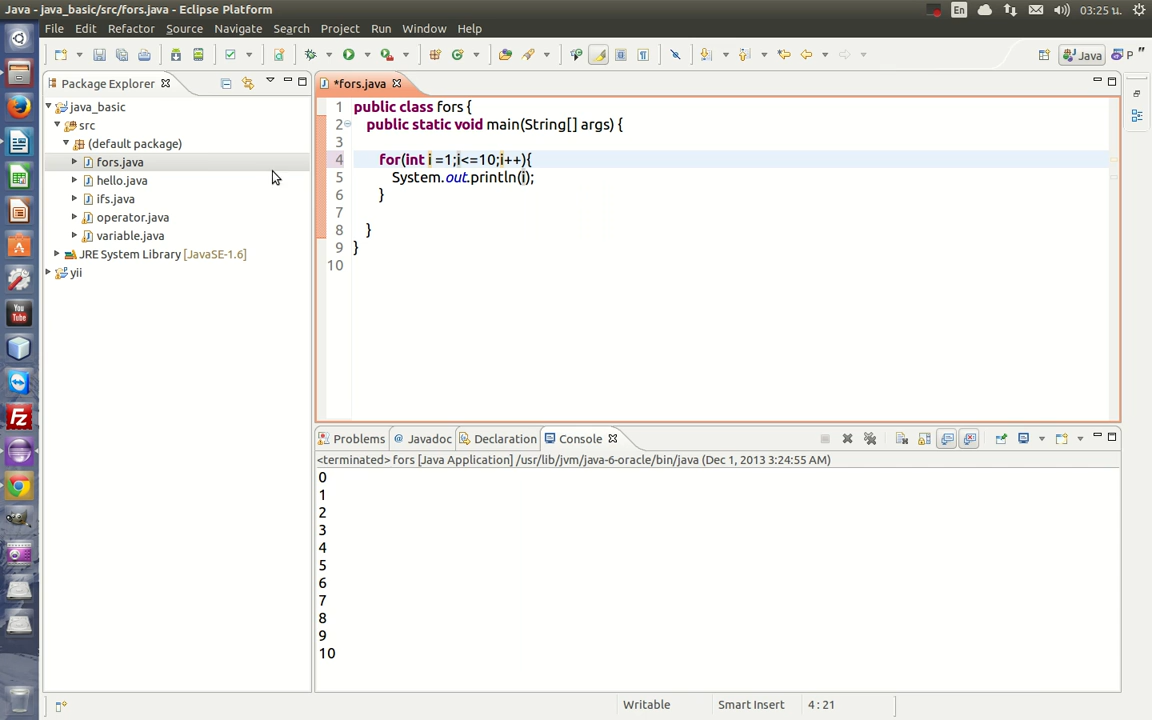 Java - java_basic/src/fors.java - Eclipse Platform
En
03:25 น.
File Edit Refactor Source Navigate Search Project Run Window Help
Java
P
"
Package Explorer
*fors.java
java_basic
src
(default package)
fors.java
hello.java
ifs.java
operator.java
variable.java
JRE System Library [JavaSE-1.6]
yii
1 public class fors {
2 public static void main(String[] args) {
3
4 for(int i =1;i<=10;i++){
5 System.out.println(i);
6 }
7
8 }
9 }
10
You
Tube
Fz
Problems @ Javadoc Declaration Console
<terminated> fors [Java Application] /usr/lib/jvm/java-6-oracle/bin/java (Dec 1, 2013 3:24:55 AM)
0
1
2
3
4
5
6
7
8
9
10
Writable Smart Insert 4 : 21